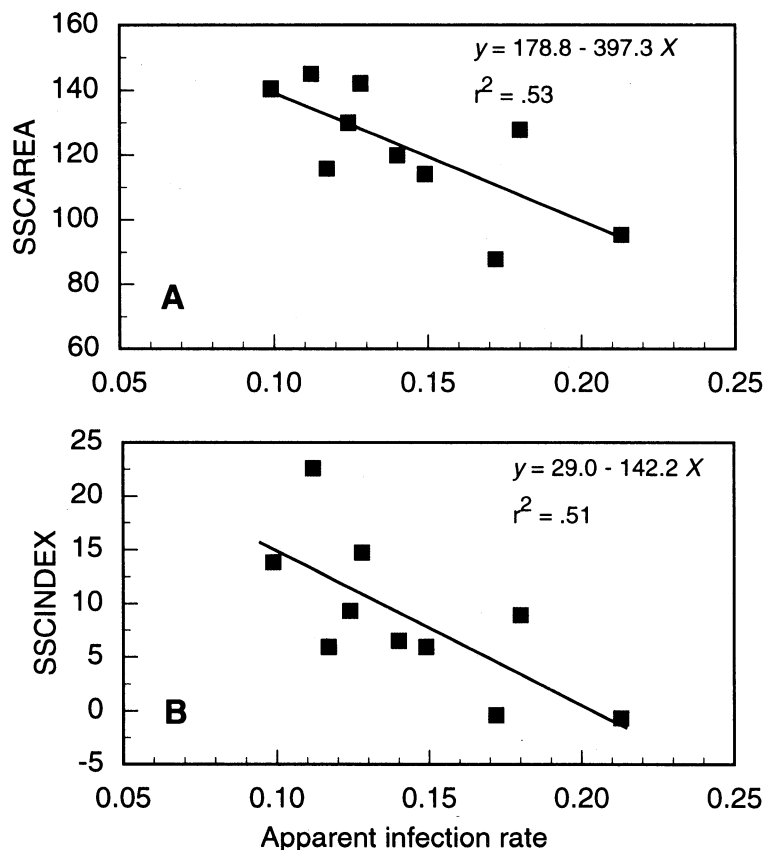 160
y = 178.8 - 397.3 X
140
r2 = .53
120
SSCAREA
100
80
A
60
0.05 0.10 0.15 0.20 0.25
25
y = 29.0 - 142.2 X
20
r2 = .51
15
SSCINDEX
10
5
0
B
-5
0.05 0.10 0.15 0.20 0.25
Apparent infection rate